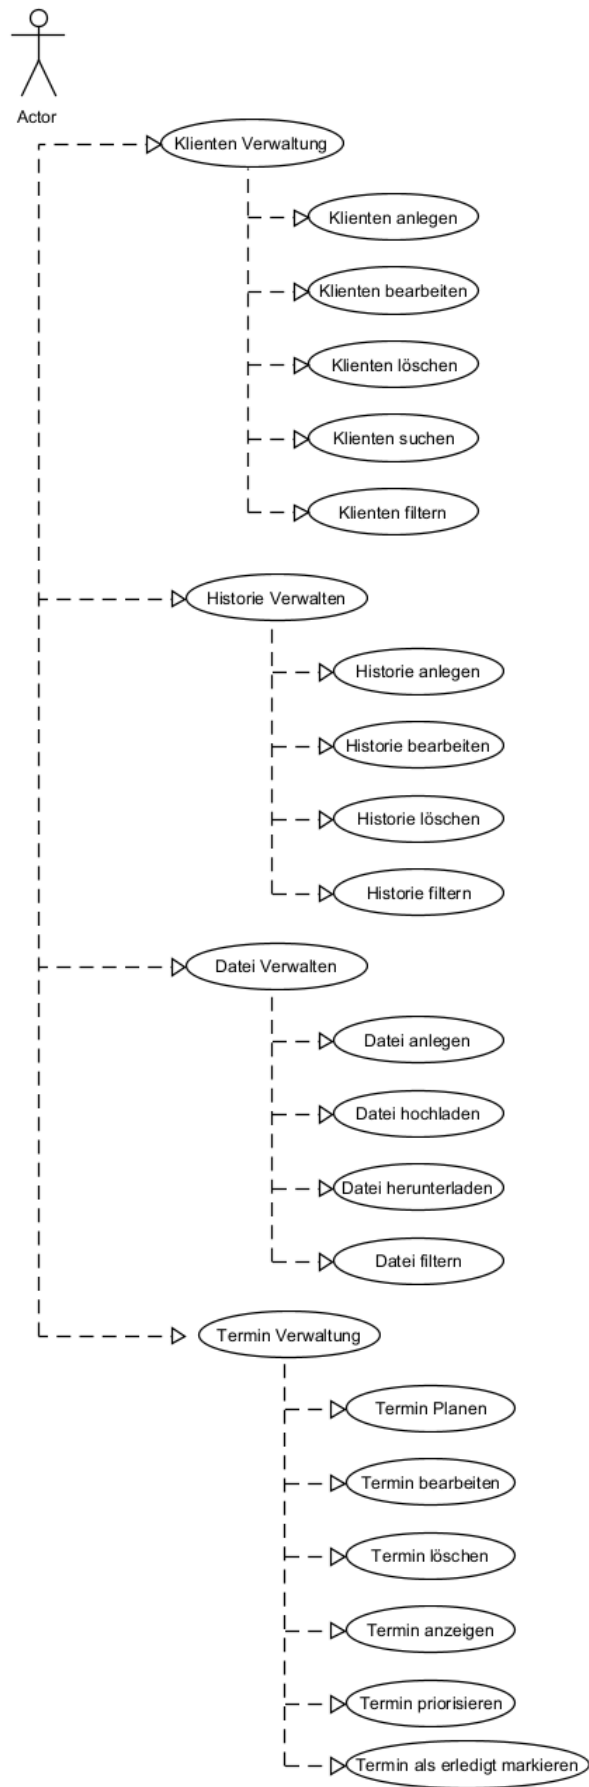 Actor
Klienten Verwaltung
Klienten anlegen
Klienten bearbeiten
Klienten löschen
Klienten suchen
Klienten filtern
Historie Verwalten
Historie anlegen
Historie bearbeiten
Historie löschen
Historie filtern
Datei Verwalten
Datei anlegen
Datei hochladen
Datei herunterladen
Datei filtern
Termin Verwaltung
Termin Planen
Termin bearbeiten
Termin löschen
Termin anzeigen
Termin priorisieren
Termin als erledigt markieren